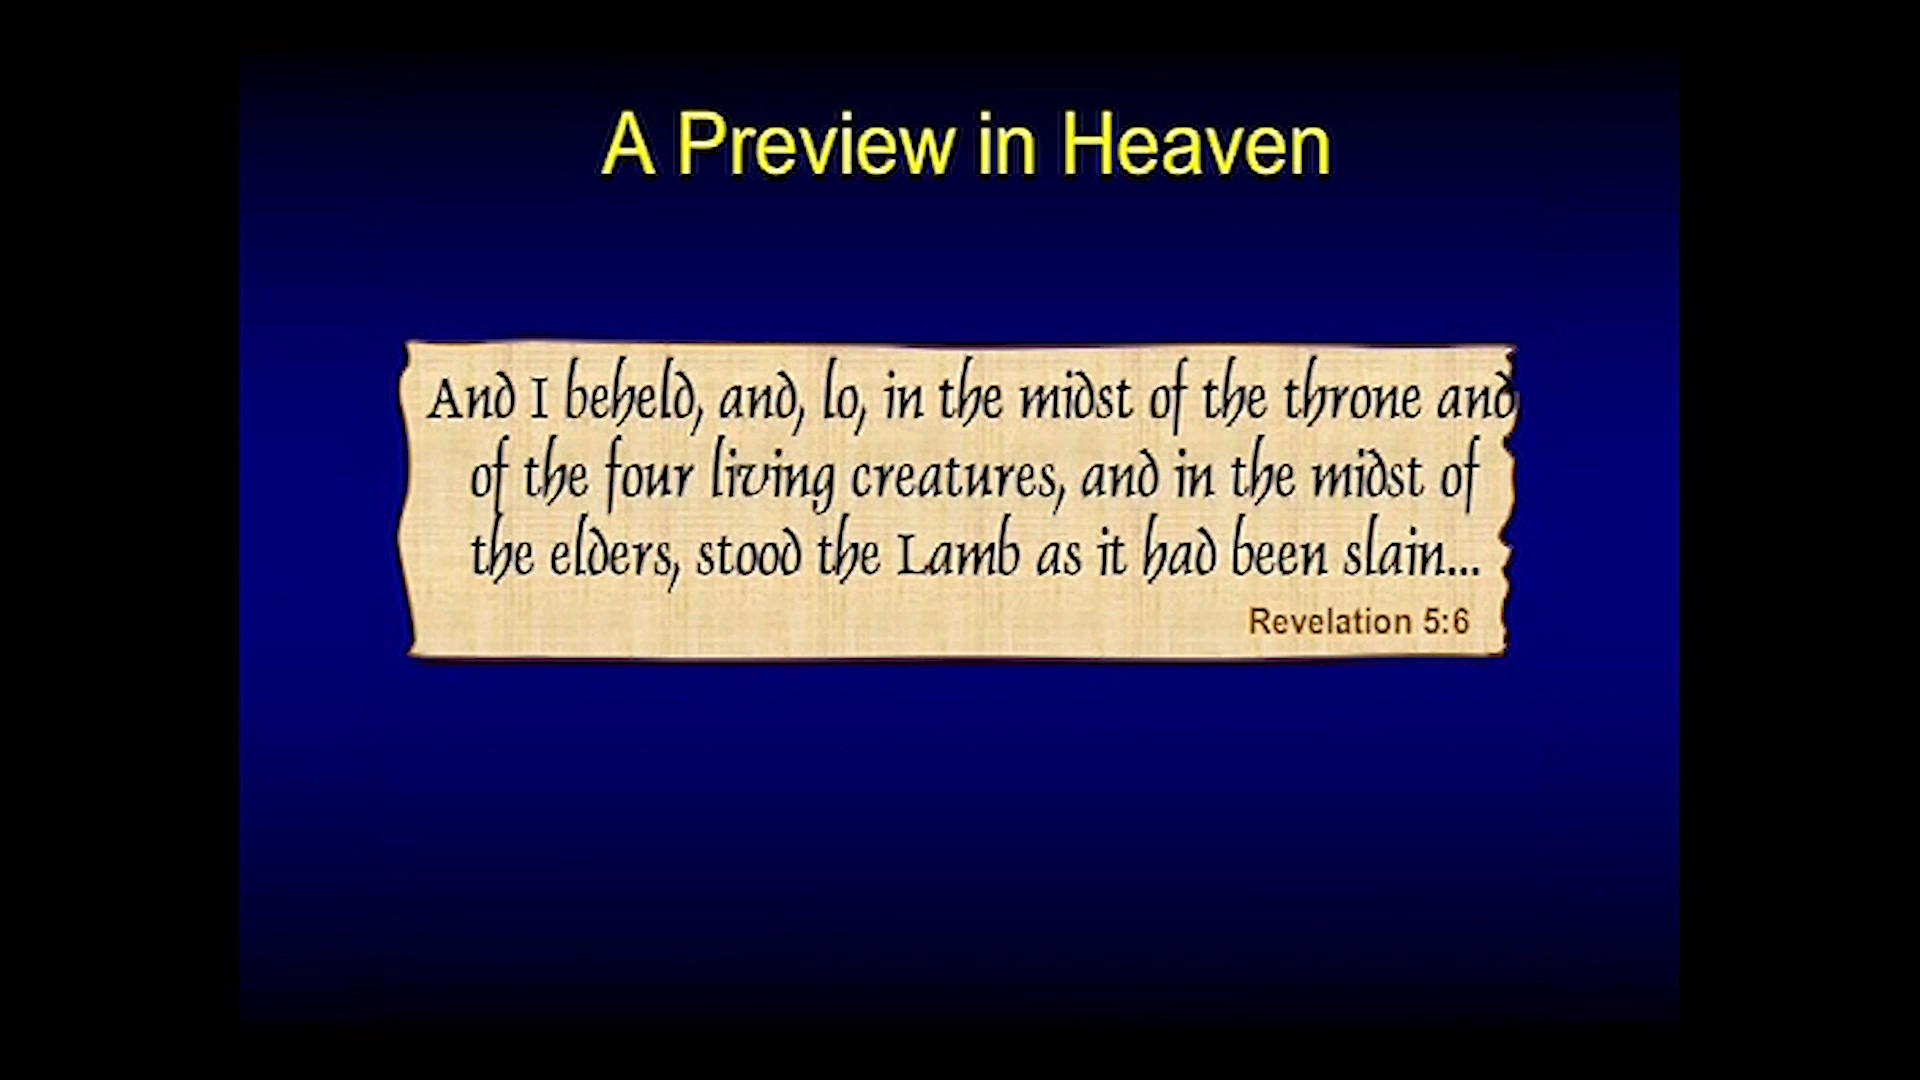 A Preview in Heaven
And I beheld, and, lo, in the midst of the throne and
of the four living creatures, and in the midst of
the elders, stood the Lamb as it had been slain...
Revelation 5:6